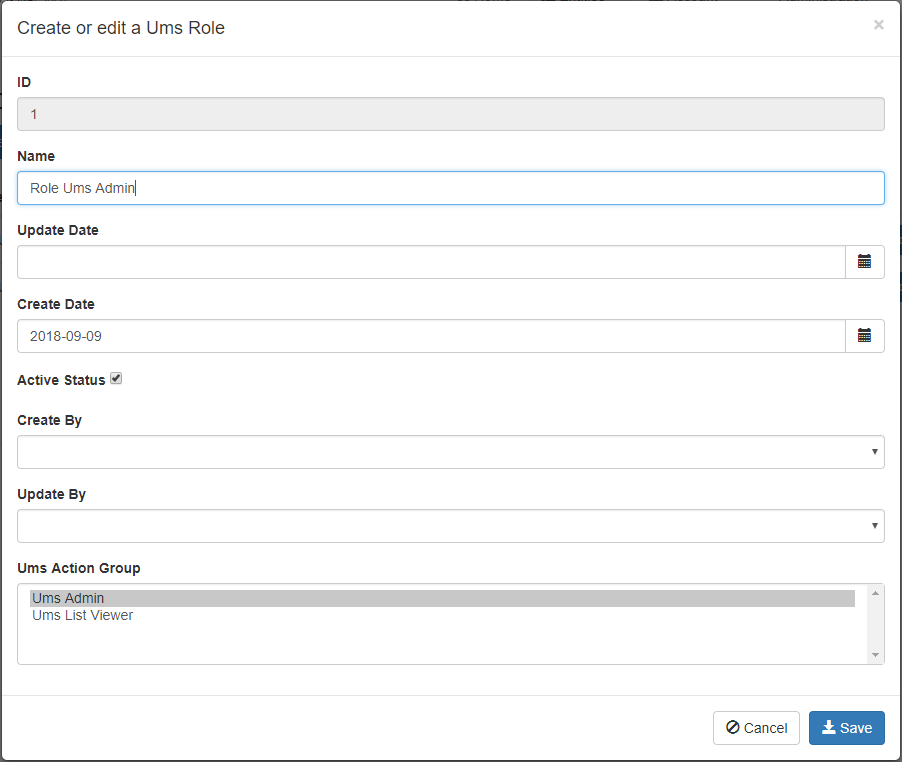 Create or edit a Ums Role
×
ID
1
Name
Role Ums Admin
Update Date
Create Date
2018-09-09
Active Status
Create By
Update By
Ums Action Group
Ums Admin
Ums List Viewer
Cancel
Save